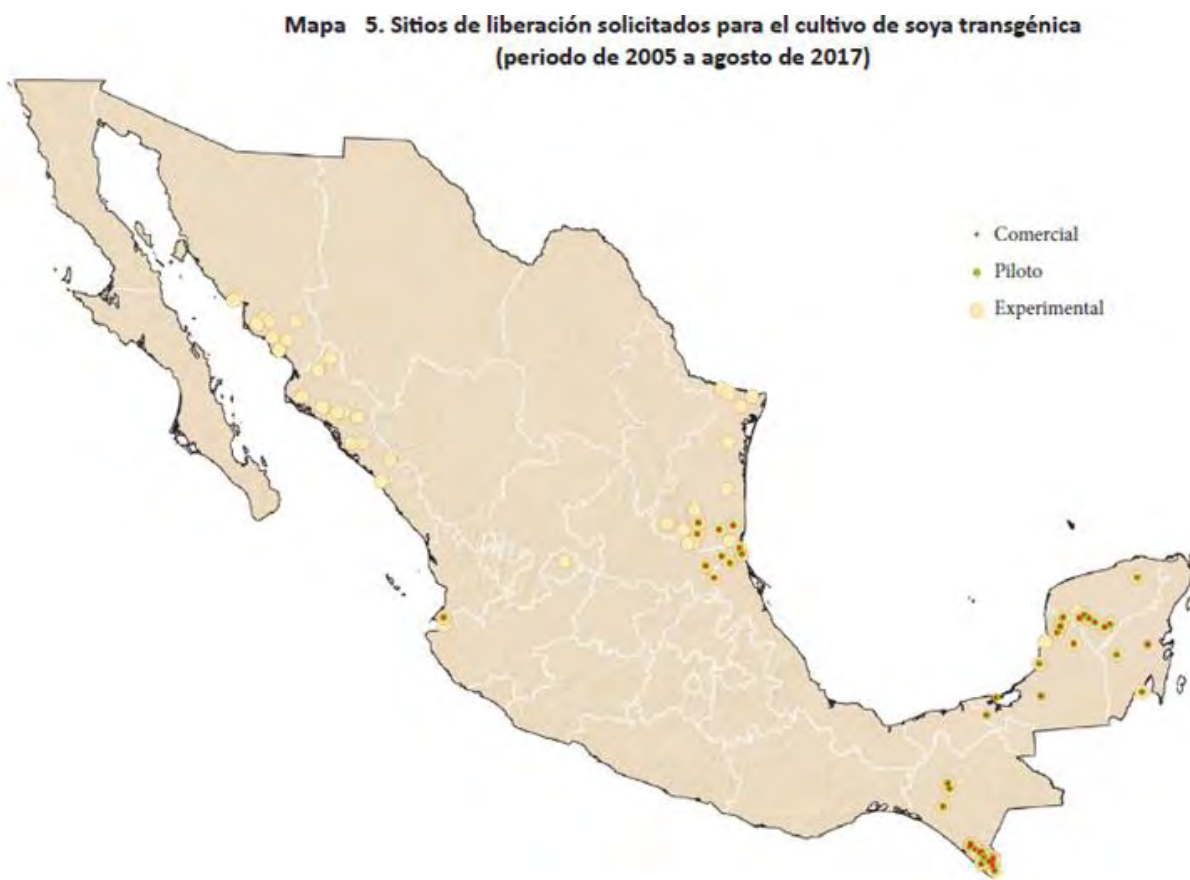 Mapa 5. Sitios de liberación solicitados para el cultivo de soya transgénica
(periodo de 2005 a agosto de 2017)
Comercial
Piloto
Experimental